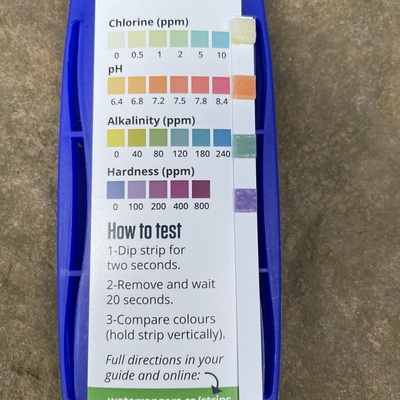 Chlorine (ppm)
0 0.5 1 2 5 10
pH
6.4 6.8 7.2 7.5 7.8 8.4
Alkalinity (ppm)
0 40 80 120 180 240
Hardness (ppm)
0 100 200 400 800
How to test
1-Dip strip for
two seconds.
2-Remove and wait
20 seconds.
3-Compare colours
(hold strip vertically).
Full directions in your
guide and online:
waterrangers.ca/strips